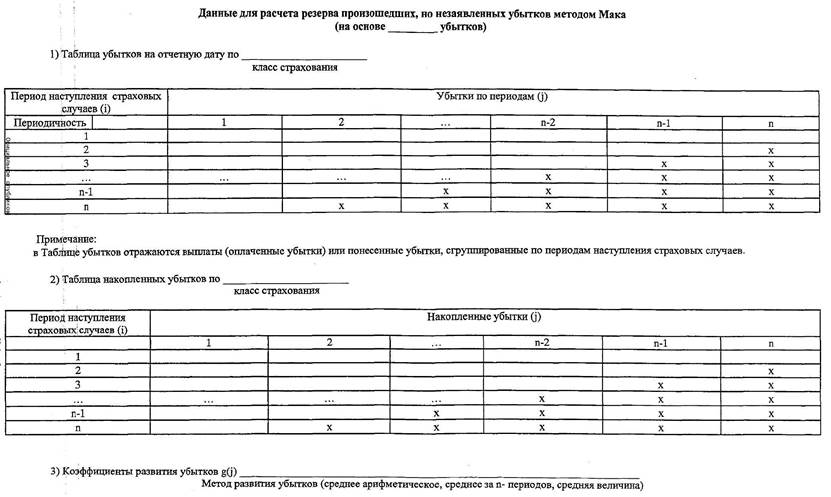 Данные для расчета резерва произошедших, но незаявленных убытков методом Мака
(на основе ________ убытков)
1) Таблица убытков на отчетную дату по ____________________
класс страхования
Период наступления страховых случаев (i) Убытки по периодам (j)
Периодичность 1 2 ... n-2 n-1 n
1
2 x
3 x x
... ... ... ... ... x x x
n-1 x x x x
n x x x x x
Примечание:
в Таблице убытков отражаются выплаты (оплаченные убытки) или понесенные убытки, сгруппированные по периодам наступления страховых случаев.
2) Таблица накопленных убытков по ____________________
класс страхования
Период наступления страховых случаев (i) Накопленные убытки (j)
1 2 ... n-2 n-1 n
1
2 x
3 x x
... ... ... ... x x x
n-1 x x x x
n x x x x x
3) Коэффициенты развития убытков g(j) ____________________
Метод развития убытков (среднее арифметическое, среднее за n- периодов, средняя величина)